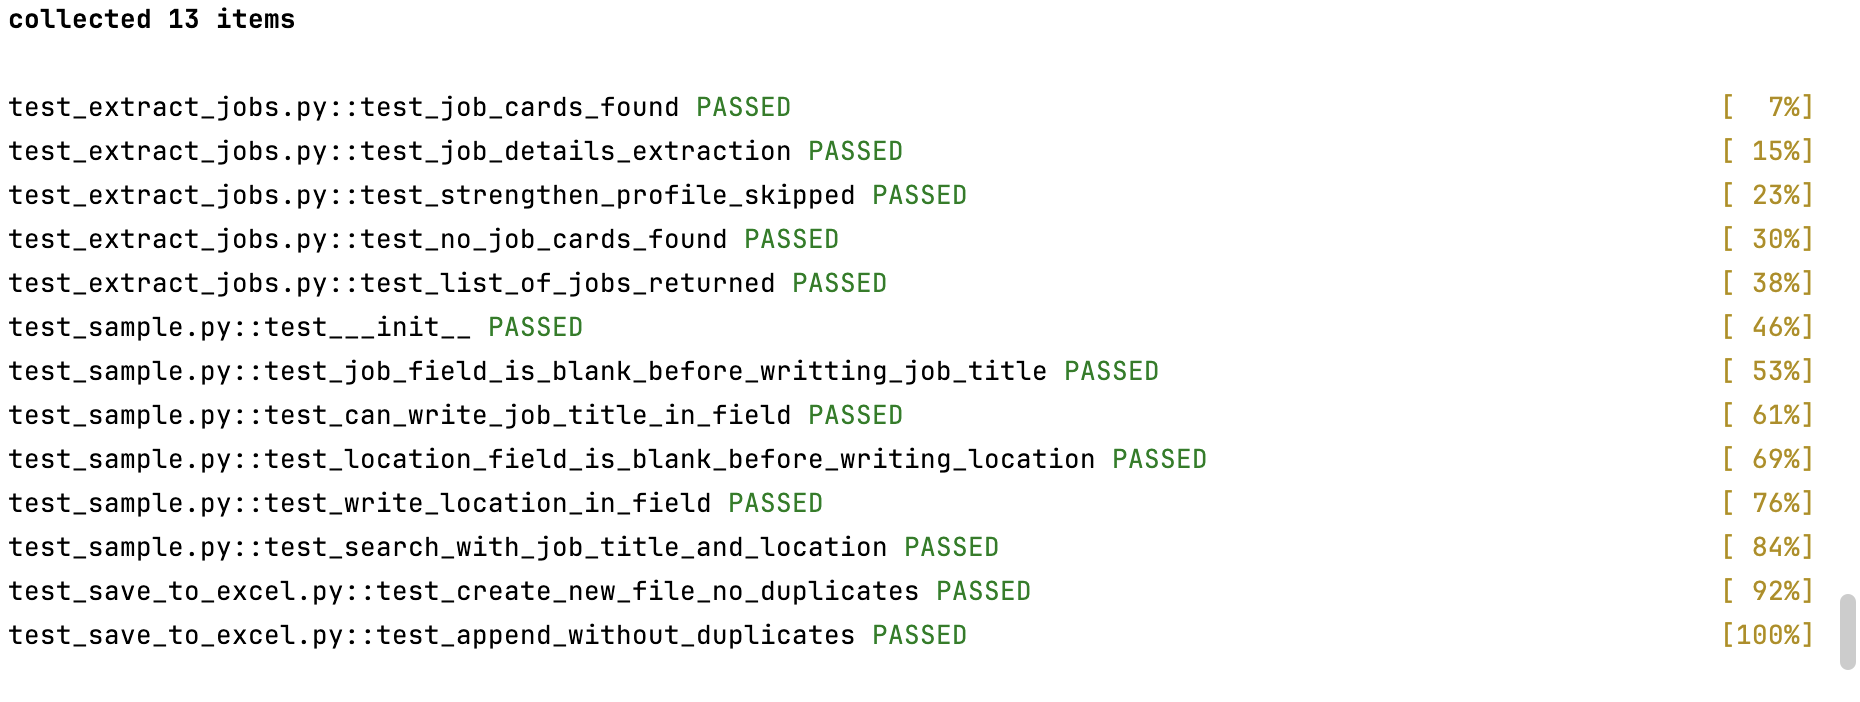 collected 13 items
test_extract_jobs.py::test_job_cards_found PASSED [  7%]
test_extract_jobs.py::test_job_details_extraction PASSED [ 15%]
test_extract_jobs.py::test_strengthen_profile_skipped PASSED [ 23%]
test_extract_jobs.py::test_no_job_cards_found PASSED [ 30%]
test_extract_jobs.py::test_list_of_jobs_returned PASSED [ 38%]
test_sample.py::test___init__ PASSED [ 46%]
test_sample.py::test_job_field_is_blank_before_writting_job_title PASSED [ 53%]
test_sample.py::test_can_write_job_title_in_field PASSED [ 61%]
test_sample.py::test_location_field_is_blank_before_writing_location PASSED [ 69%]
test_sample.py::test_write_location_in_field PASSED [ 76%]
test_sample.py::test_search_with_job_title_and_location PASSED [ 84%]
test_save_to_excel.py::test_create_new_file_no_duplicates PASSED [ 92%]
test_save_to_excel.py::test_append_without_duplicates PASSED [100%]